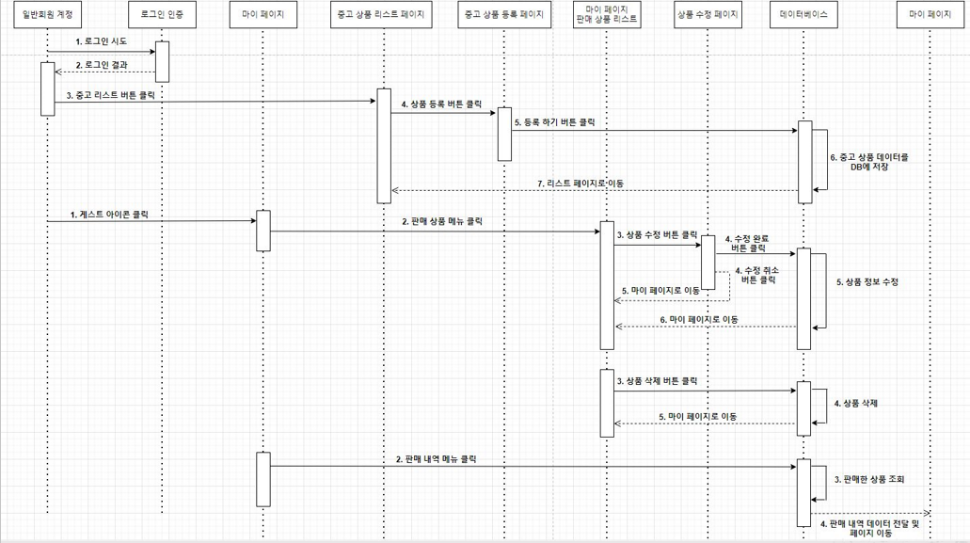 일반회원 계정
로그인 인증
마이 페이지
중고 상품 리스트 페이지
중고 상품 등록 페이지
마이 페이지
판매 상품 리스트
상품 수정 페이지
데이터베이스
마이 페이지
1. 로그인 시도
2. 로그인 결과
3. 중고 리스트 버튼 클릭
4. 상품 등록 버튼 클릭
5. 등록 하기 버튼 클릭
6. 중고 상품 데이터를
DB에 저장
7. 리스트 페이지로 이동
1. 게스트 아이콘 클릭
2. 판매 상품 메뉴 클릭
3. 상품 수정 버튼 클릭
4. 수정 완료
버튼 클릭
4. 수정 취소
버튼 클릭
5. 마이 페이지로 이동
5. 상품 정보 수정
6. 마이 페이지로 이동
3. 상품 삭제 버튼 클릭
4. 상품 삭제
5. 마이 페이지로 이동
2. 판매 내역 메뉴 클릭
3. 판매한 상품 조회
4. 판매 내역 데이터 전달 및
페이지 이동